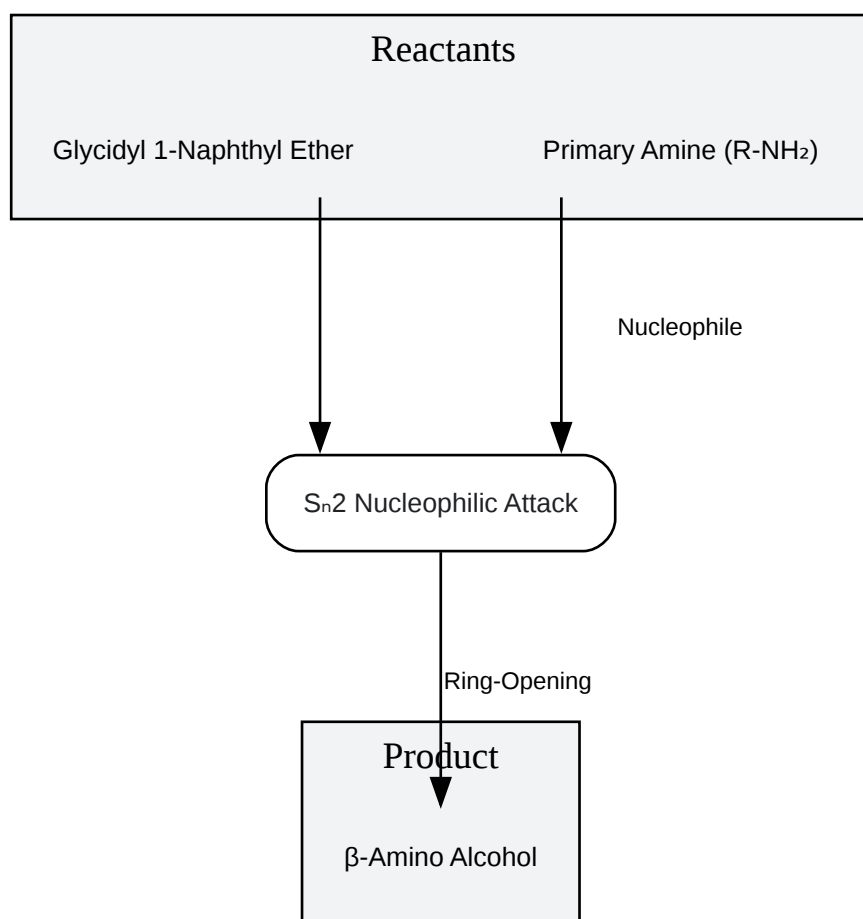 Reactants
Glycidyl 1-Naphthyl Ether
Primary Amine (R-NH₂)
Nucleophile
Sₙ2 Nucleophilic Attack
Ring-Opening
Product
β-Amino Alcohol